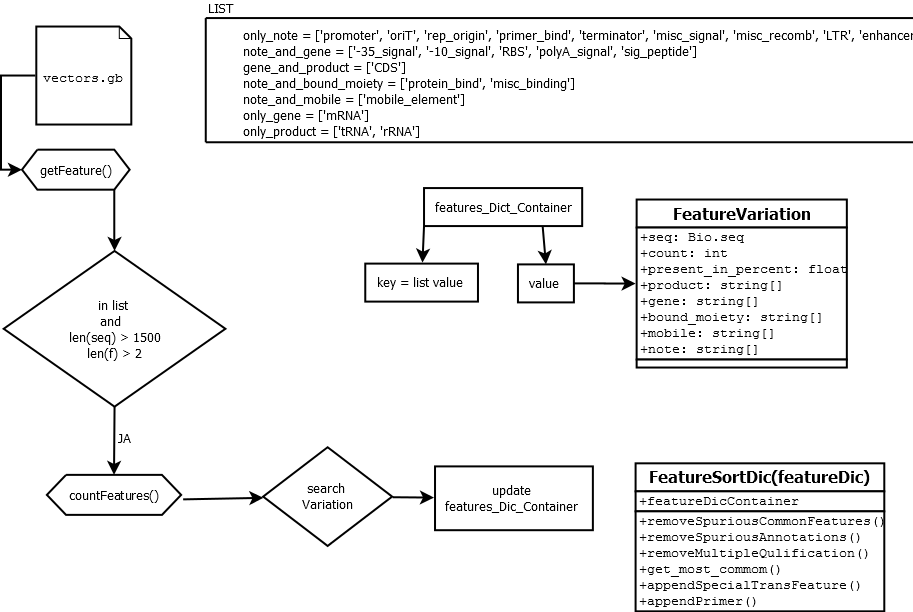 LIST
only_note = ['promoter', 'oriT', 'rep_origin', 'primer_bind', 'terminator', 'misc_signal', 'misc_recomb', 'LTR', 'enhancer
note_and_gene = ['-35_signal', '-10_signal', 'RBS', 'polyA_signal', 'sig_peptide']
gene_and_product = ['CDS']
note_and_bound_moiety = ['protein_bind', 'misc_binding']
note_and_mobile = ['mobile_element']
only_gene = ['mRNA']
only_product = ['tRNA', 'rRNA']
vectors.gb
getFeature()
in list
and
len(seq) > 1500
len(f) > 2
JA
countFeatures()
search
Variation
update
features_Dic_Container
features_Dict_Container
key = list value
value
FeatureVariation
+seq: Bio.seq
+count: int
+present_in_percent: float
+product: string[]
+gene: string[]
+bound_moiety: string[]
+mobile: string[]
+note: string[]
FeatureSortDic(featureDic)
+featureDicContainer
+removeSpuriousCommonFeatures()
+removeSpuriousAnnotations()
+removeMultipleQulification()
+get_most_commom()
+appendSpecialTransFeature()
+appendPrimer()